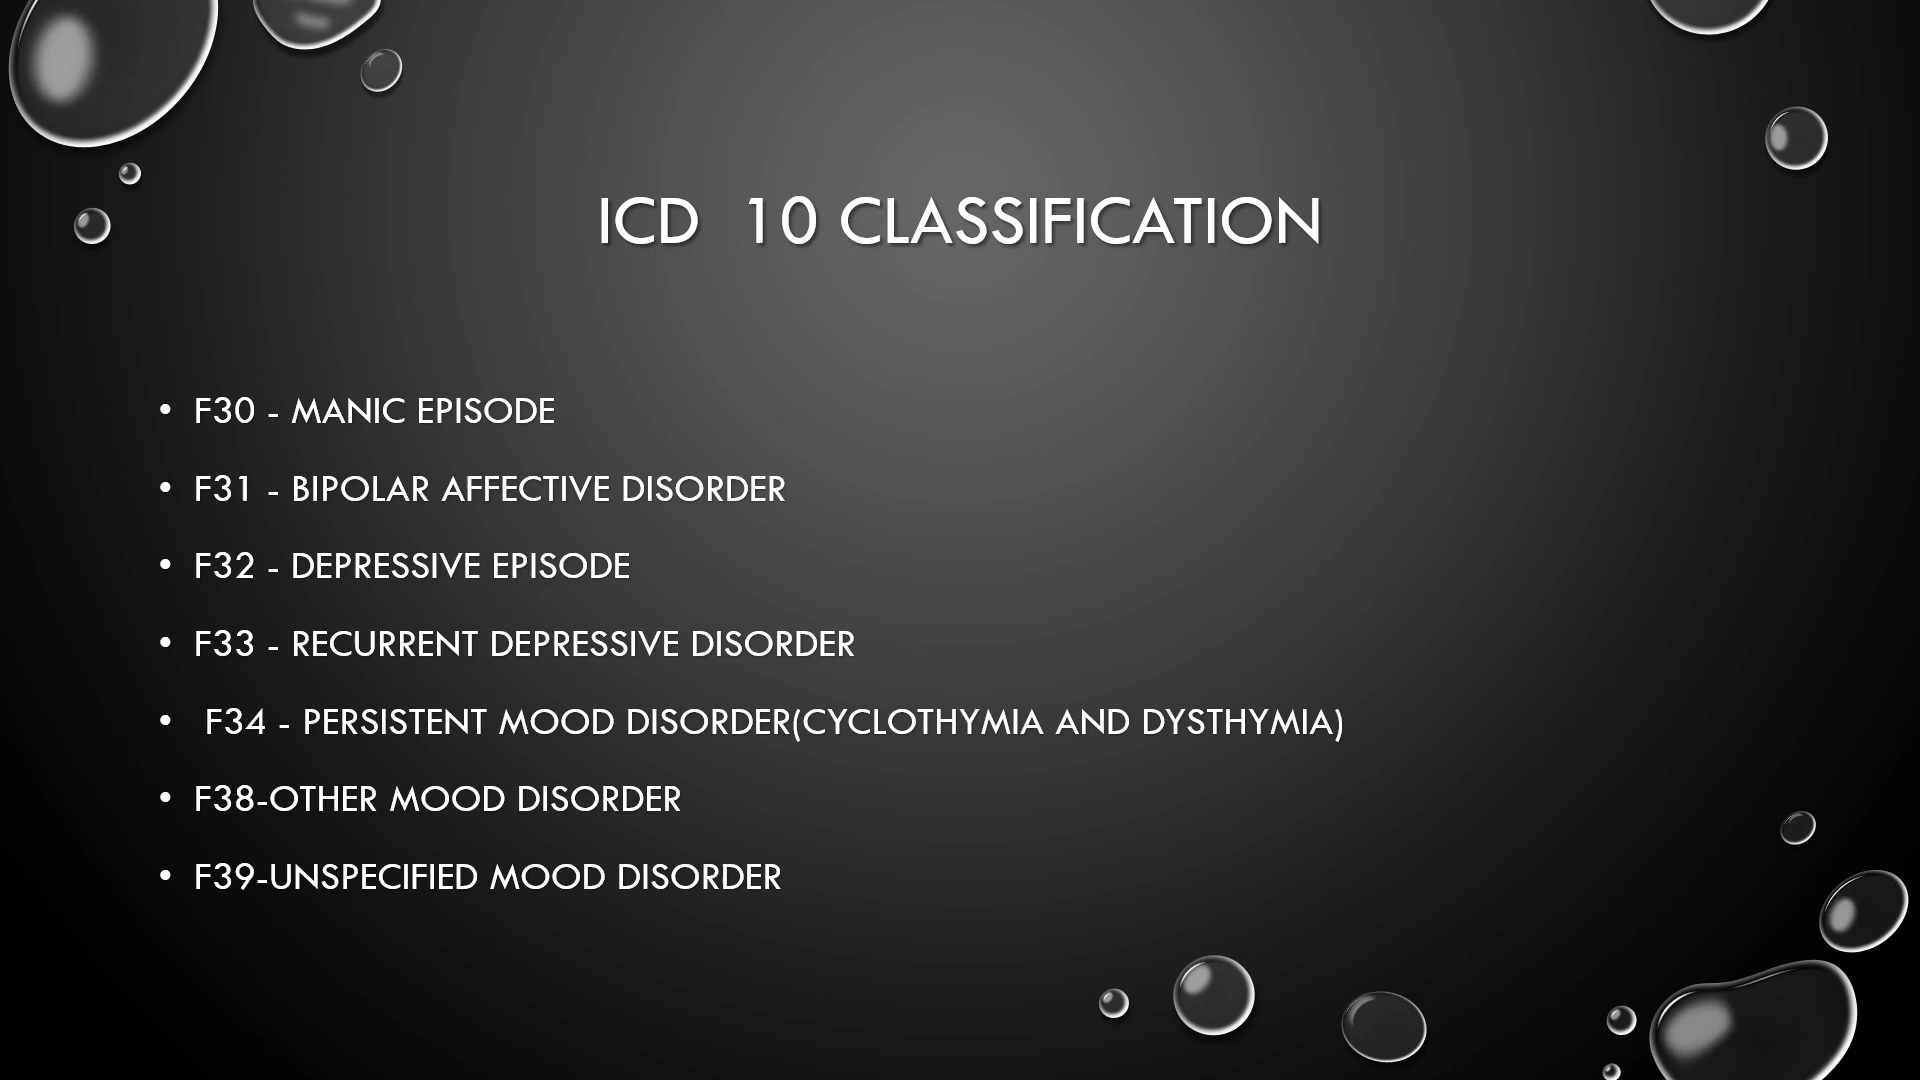 ICD  10 CLASSIFICATION
• F30 - MANIC EPISODE
• F31 - BIPOLAR AFFECTIVE DISORDER
• F32 - DEPRESSIVE EPISODE
• F33 - RECURRENT DEPRESSIVE DISORDER
•  F34 - PERSISTENT MOOD DISORDER(CYCLOTHYMIA AND DYSTHYMIA)
• F38-OTHER MOOD DISORDER
• F39-UNSPECIFIED MOOD DISORDER